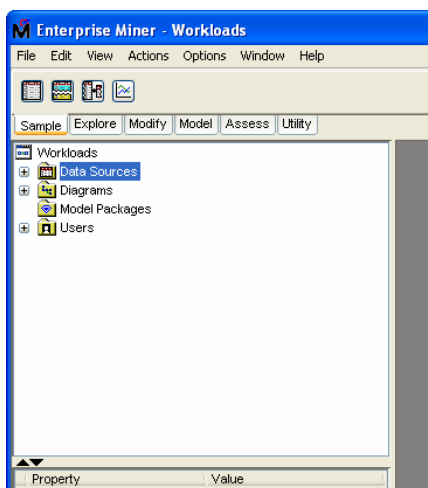 Enterprise Miner - Workloads
File Edit View Actions Options Window Help
Sample Explore Modify Model Assess Utility
Workloads
Data Sources
Diagrams
Model Packages
Users
Property Value